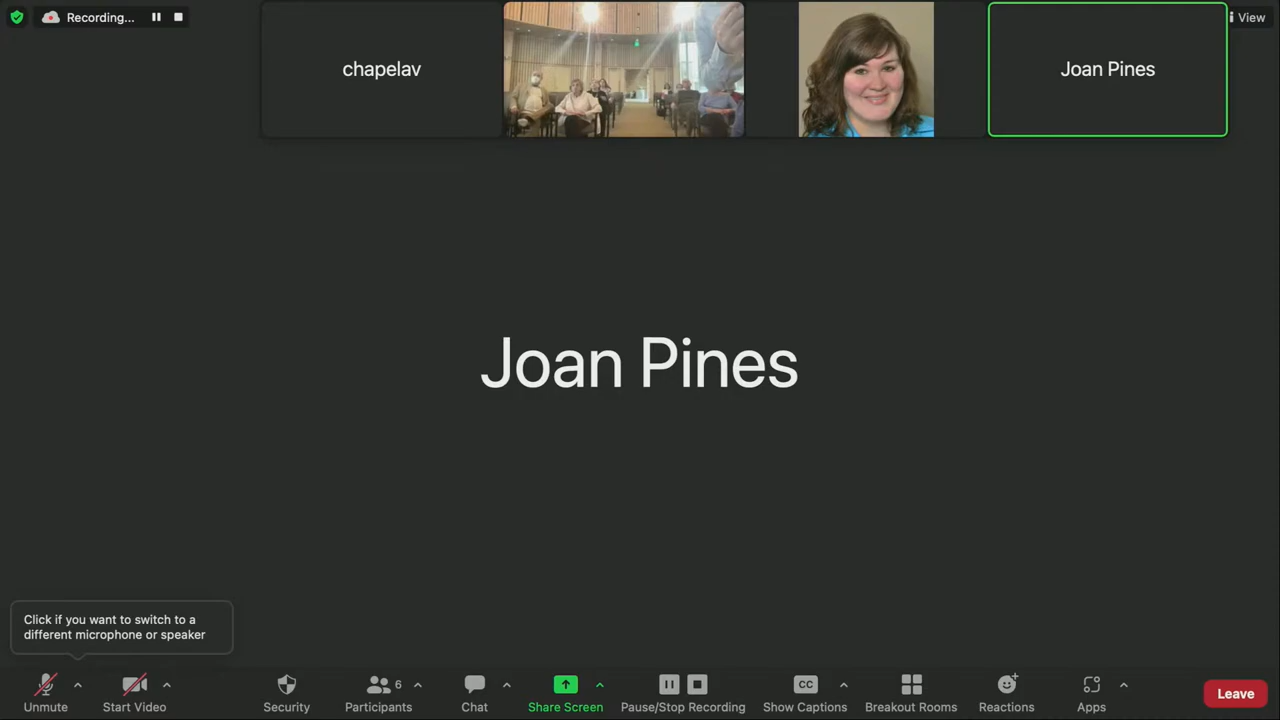 Recording...
View
chapelav
Joan Pines
Joan Pines
Click if you want to switch to a
different microphone or speaker
Unmute
Start Video
Security
6
Participants
Chat
Share Screen
Pause/Stop Recording
CC
Show Captions
Breakout Rooms
Reactions
Apps
Leave